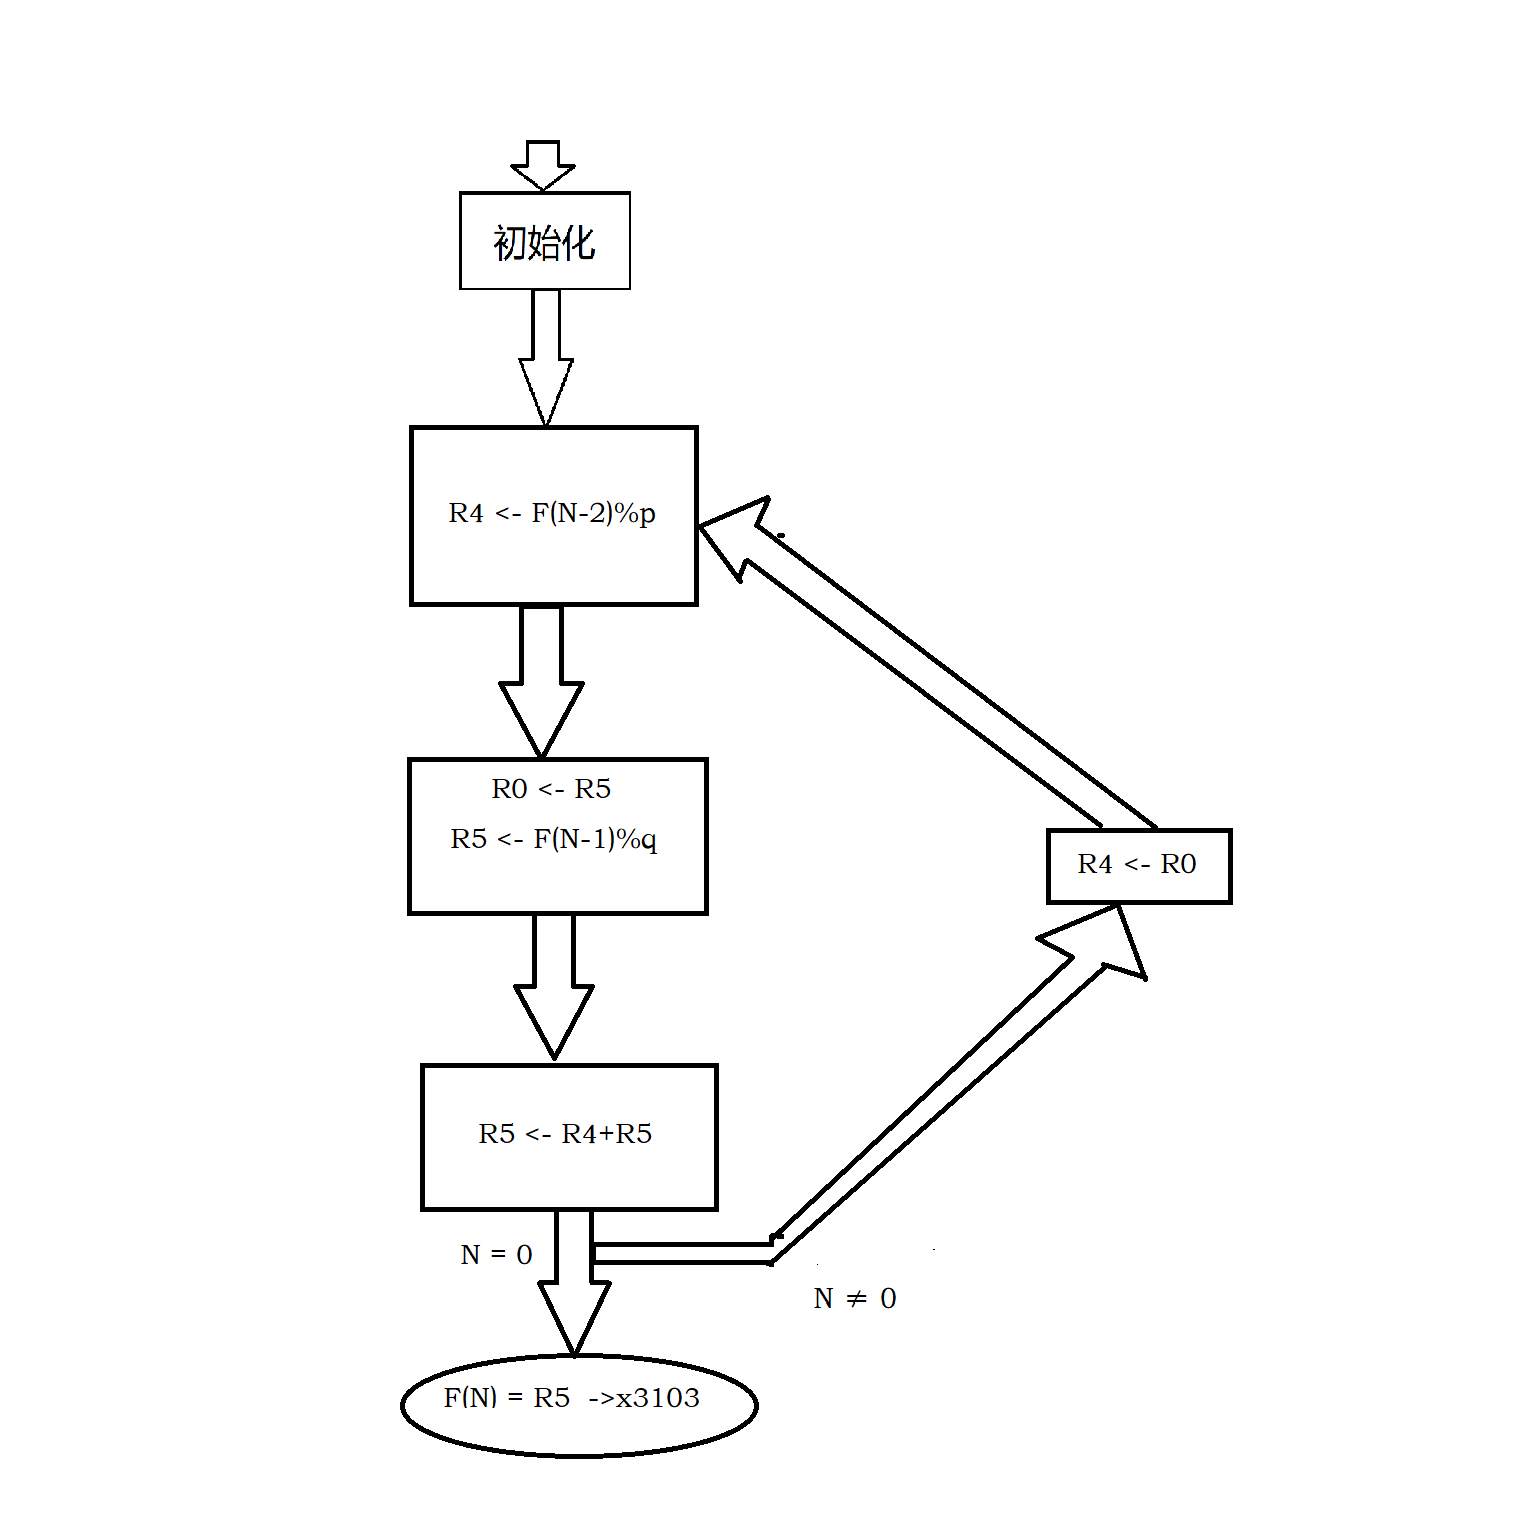 初始化
R4 <- F(N-2)%p
R0 <- R5
R5 <- F(N-1)%q
R4 <- R0
R5 <- R4+R5
N = 0
N ≠ 0
F(N) = R5 ->x3103